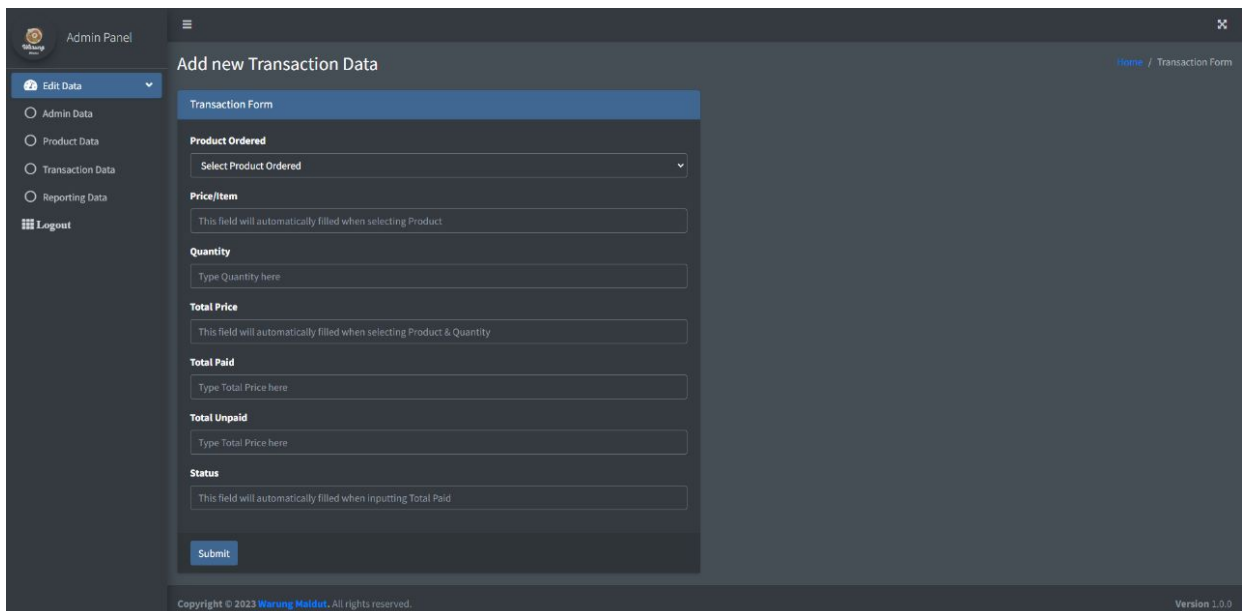 Warung
Admin Panel
Edit Data
Admin Data
Product Data
Transaction Data
Reporting Data
Logout
Add new Transaction Data
Home / Transaction Form
Transaction Form
Product Ordered
Select Product Ordered
Price/Item
This field will automatically filled when selecting Product
Quantity
Type Quantity here
Total Price
This field will automatically filled when selecting Product & Quantity
Total Paid
Type Total Price here
Total Unpaid
Type Total Price here
Status
This field will automatically filled when inputting Total Paid
Submit
Copyright © 2023 Warung Maidut. All rights reserved.
Version 1.0.0